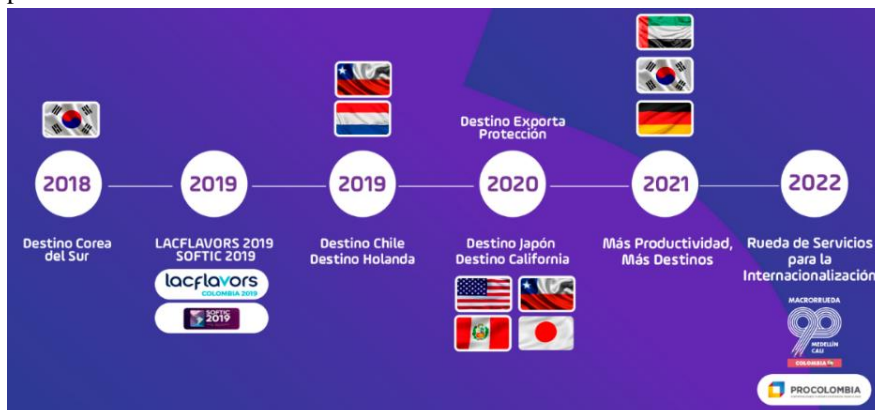 2018
Destino Corea
del Sur
2019
LACFLAVORS 2019
SOFTIC 2019
lacflavors
COLOMBIA 2019
SOFTIC
2019
2019
Destino Chile
Destino Holanda
Destino Exporta
Protección
2020
Destino Japón
Destino California
2021
Más Productividad,
Más Destinos
2022
Rueda de Servicios
para la
Internacionalización
MACRORRUEDA
90
MEDELLÍN
CALI
COLOMBIA
PROCOLOMBIA